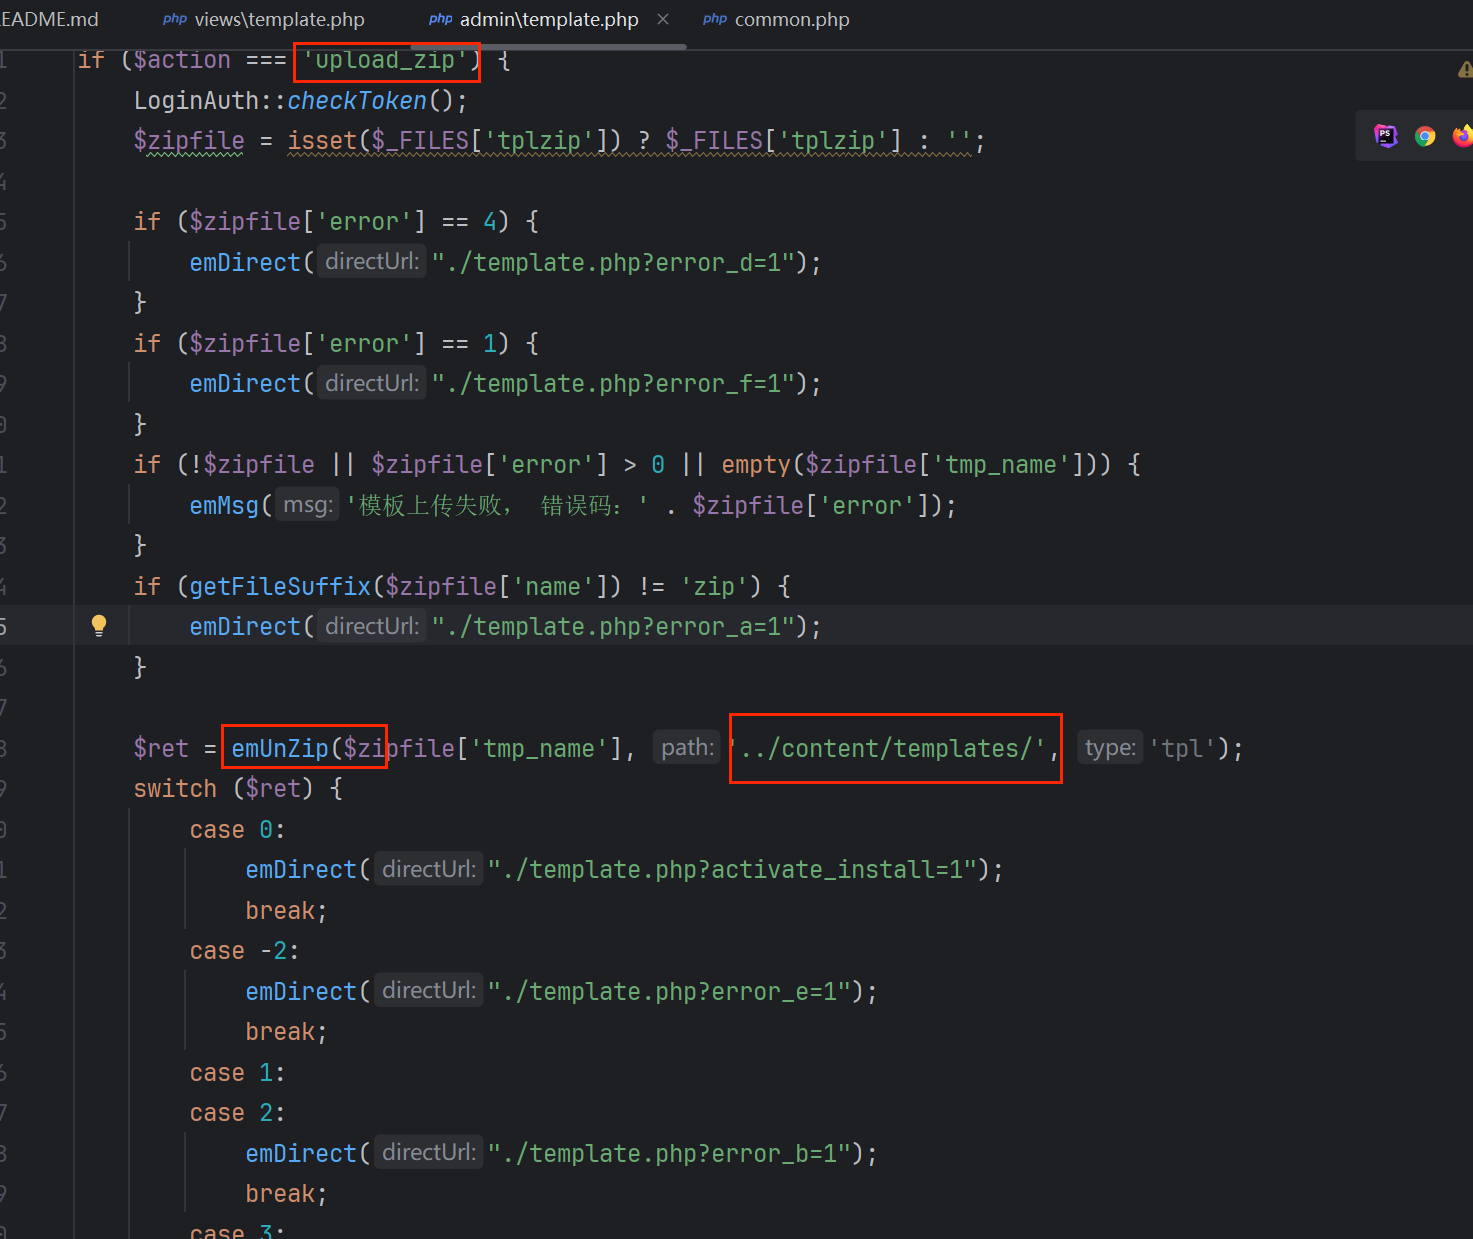 README.md php views\template.php php admin\template.php × php common.php
if ($action === 'upload_zip') {
LoginAuth::checkToken();
$zipfile = isset($_FILES['tplzip']) ? $_FILES['tplzip'] : '';
if ($zipfile['error'] == 4) {
emDirect( directUrl: "./template.php?error_d=1");
}
if ($zipfile['error'] == 1) {
emDirect( directUrl: "./template.php?error_f=1");
}
if (!$zipfile || $zipfile['error'] > 0 || empty($zipfile['tmp_name'])) {
emMsg( msg: '模板上传失败， 错误码：' . $zipfile['error']);
}
if (getFileSuffix($zipfile['name']) != 'zip') {
emDirect( directUrl: "./template.php?error_a=1");
}
$ret = emUnZip($zipfile['tmp_name'], path: '../content/templates/', type: 'tpl');
switch ($ret) {
case 0:
emDirect( directUrl: "./template.php?activate_install=1");
break;
case -2:
emDirect( directUrl: "./template.php?error_e=1");
break;
case 1:
case 2:
emDirect( directUrl: "./template.php?error_b=1");
break;
case 3: